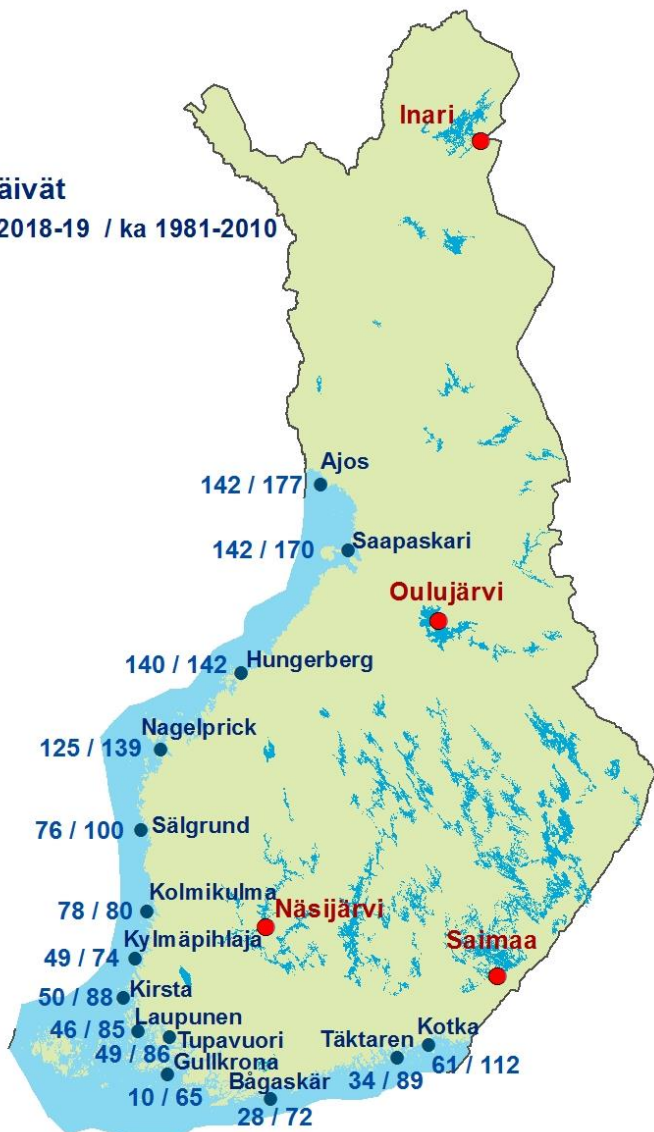 Inari
äivät
2018-19 / ka 1981-2010
Ajos
142 / 177
Saapaskari
142 / 170
Oulujärvi
Hungerberg
140 / 142
Nagelprick
125 / 139
Sälgrund
76 / 100
Kolmikulma
78 / 80
Näsijärvi
Kylmäpihlaja
49 / 74
Saimaa
Kirsta
50 / 88
Laupunen
46 / 85
Tupavuori
49 / 86
Gullkrona
10 / 65
Bågaskär
28 / 72
Täktaren
34 / 89
Kotka
61 / 112